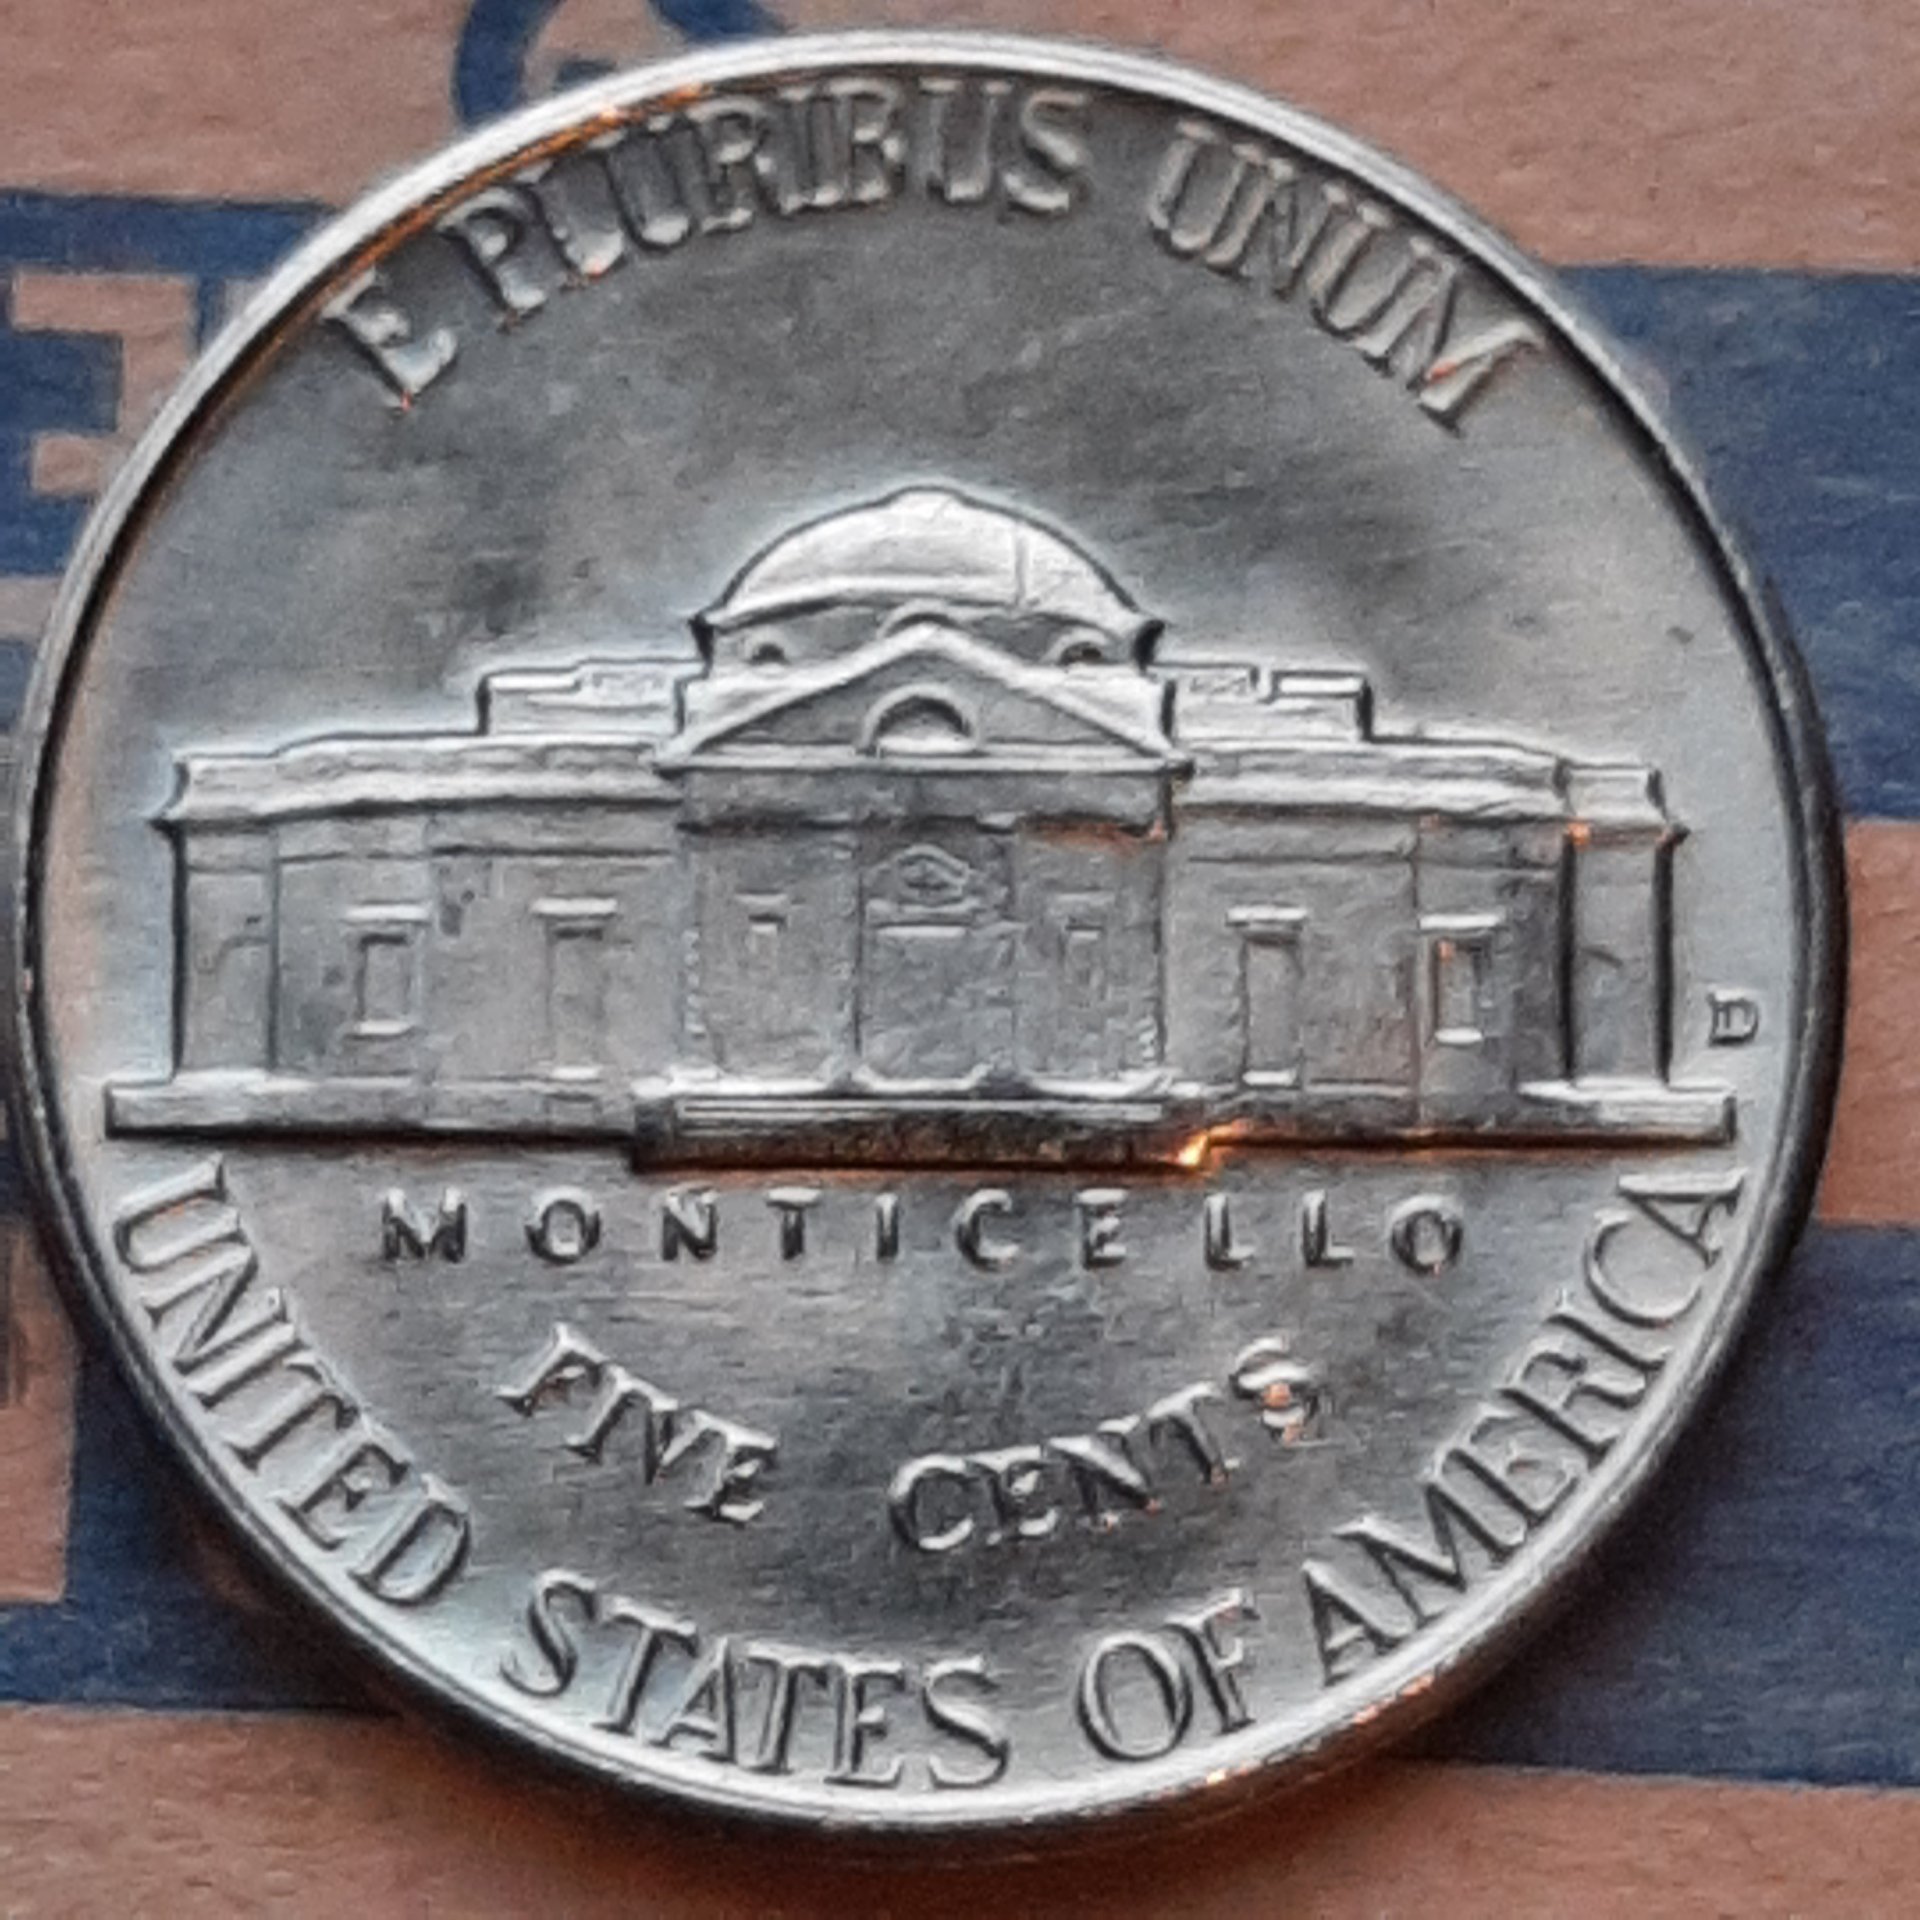 E PLURIBUS UNUM
D
MONTICELLO
FIVE CENTS
UNITED STATES OF AMERICA